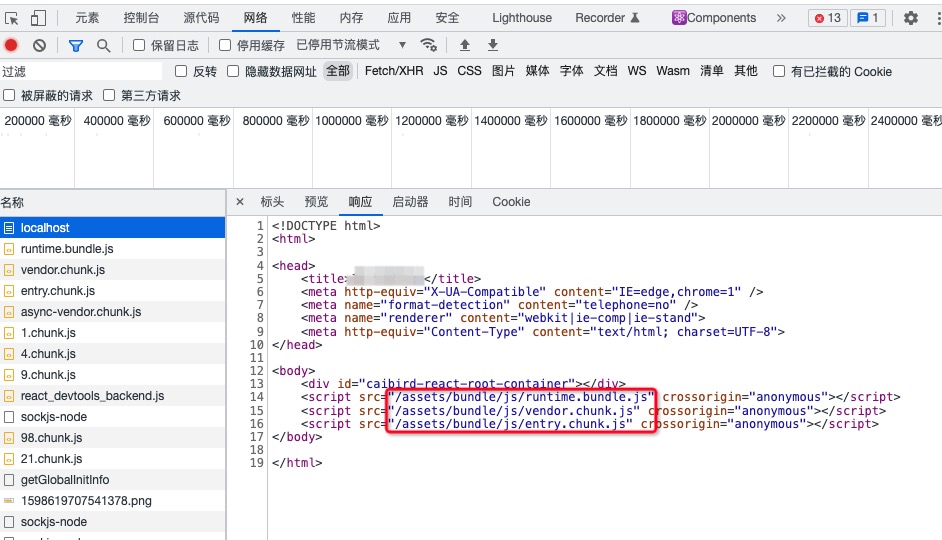 元素 控制台 源代码 网络 性能 内存 应用 安全 Lighthouse Recorder Components » 13 1
保留日志 停用缓存 已停用节流模式
过滤 反转 隐藏数据网址 全部 Fetch/XHR JS CSS 图片 媒体 字体 文档 WS Wasm 清单 其他 有已拦截的 Cookie
被屏蔽的请求 第三方请求
200000 毫秒 400000 毫秒 600000 毫秒 800000 毫秒 1000000 毫秒 1200000 毫秒 1400000 毫秒 1600000 毫秒 1800000 毫秒 2000000 毫秒 2200000 毫秒 2400000 毫秒
名称
localhost
runtime.bundle.js
vendor.chunk.js
entry.chunk.js
async-vendor.chunk.js
1.chunk.js
4.chunk.js
9.chunk.js
react_devtools_backend.js
sockjs-node
98.chunk.js
21.chunk.js
getGlobalInitInfo
1598619707541378.png
sockjs-node
× 标头 预览 响应 启动器 时间 Cookie
1 <!DOCTYPE html>
2 <html>
3
4 <head>
5 <title> </title>
6 <meta http-equiv="X-UA-Compatible" content="IE=edge,chrome=1" />
7 <meta name="format-detection" content="telephone=no" />
8 <meta name="renderer" content="webkit|ie-comp|ie-stand">
9 <meta http-equiv="Content-Type" content="text/html; charset=UTF-8">
10 </head>
11
12 <body>
13 <div id="caibird-react-root-container"></div>
14 <script src="/assets/bundle/js/runtime.bundle.js" crossorigin="anonymous"></script>
15 <script src="/assets/bundle/js/vendor.chunk.js" crossorigin="anonymous"></script>
16 <script src="/assets/bundle/js/entry.chunk.js" crossorigin="anonymous"></script>
17 </body>
18
19 </html>